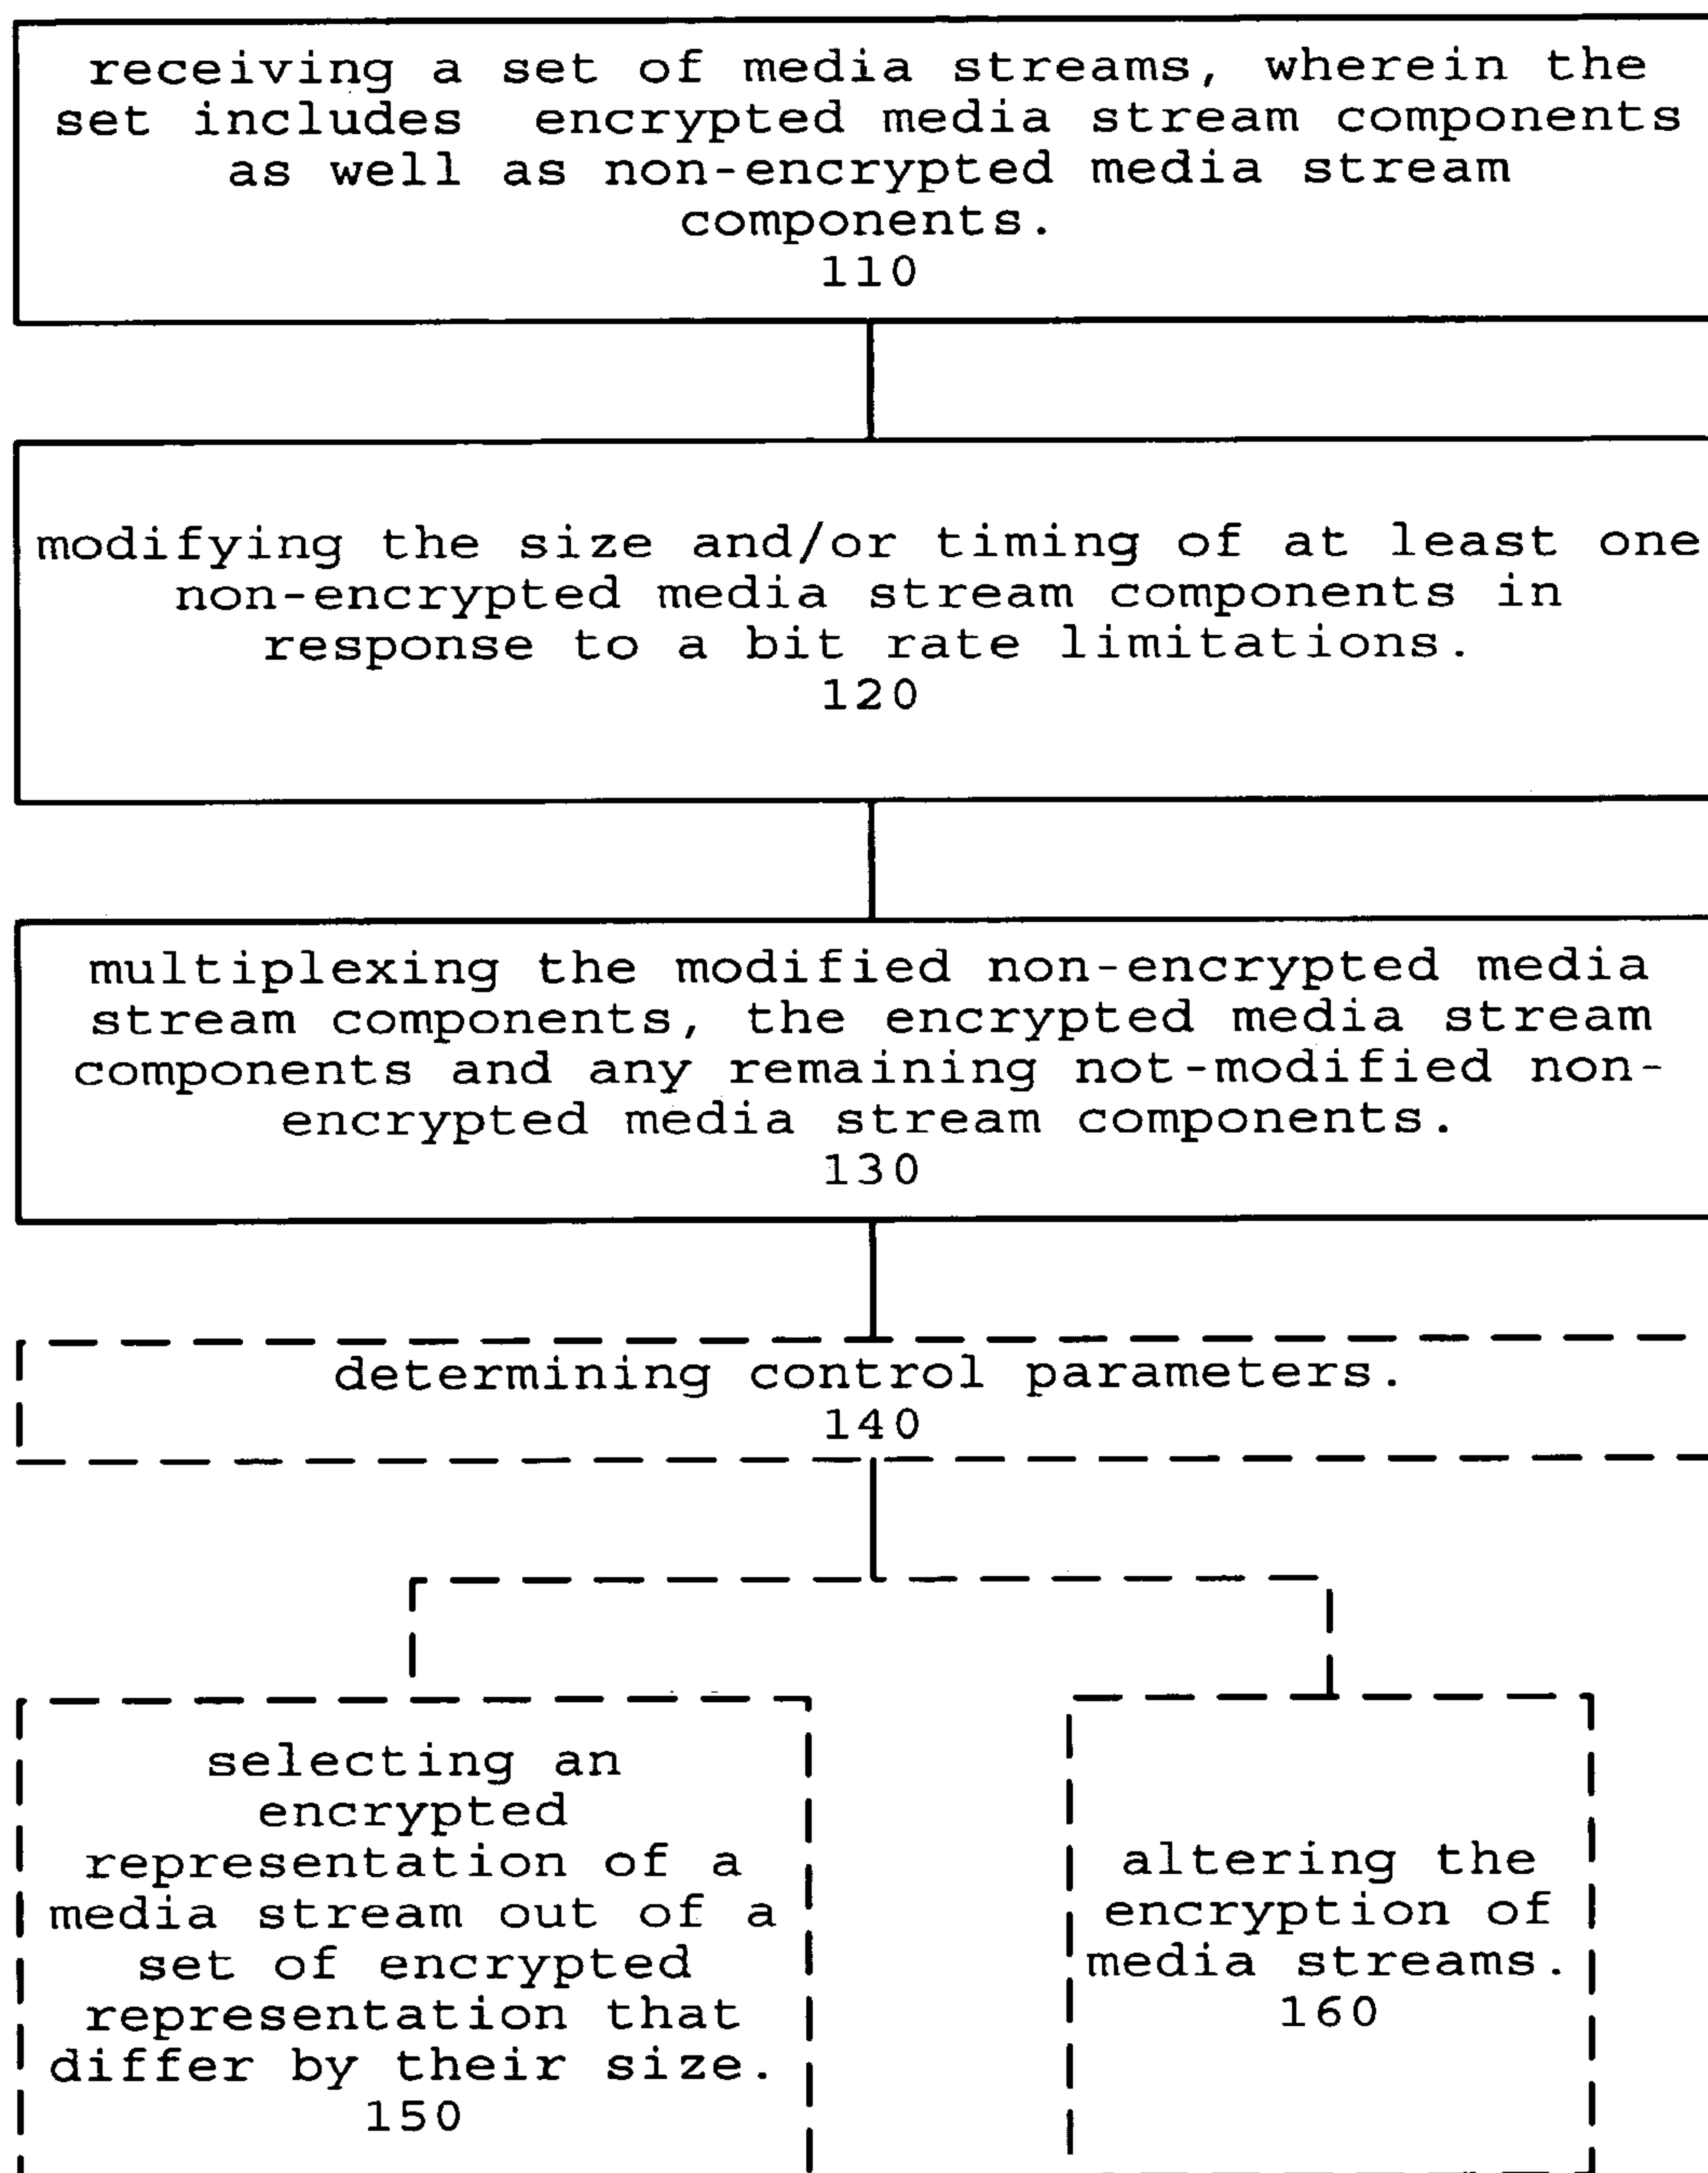 receiving a set of media streams, wherein the
set includes encrypted media stream components
as well as non-encrypted media stream
components.
110
modifying the size and/or timing of at least one
non-encrypted media stream components in
response to a bit rate limitations.
120
multiplexing the modified non-encrypted media
stream components, the encrypted media stream
components and any remaining not-modified non-
encrypted media stream components.
130
determining control parameters.
140
selecting an
encrypted
representation of a
media stream out of a
set of encrypted
representation that
differ by their size.
150
altering the
encryption of
media streams.
160